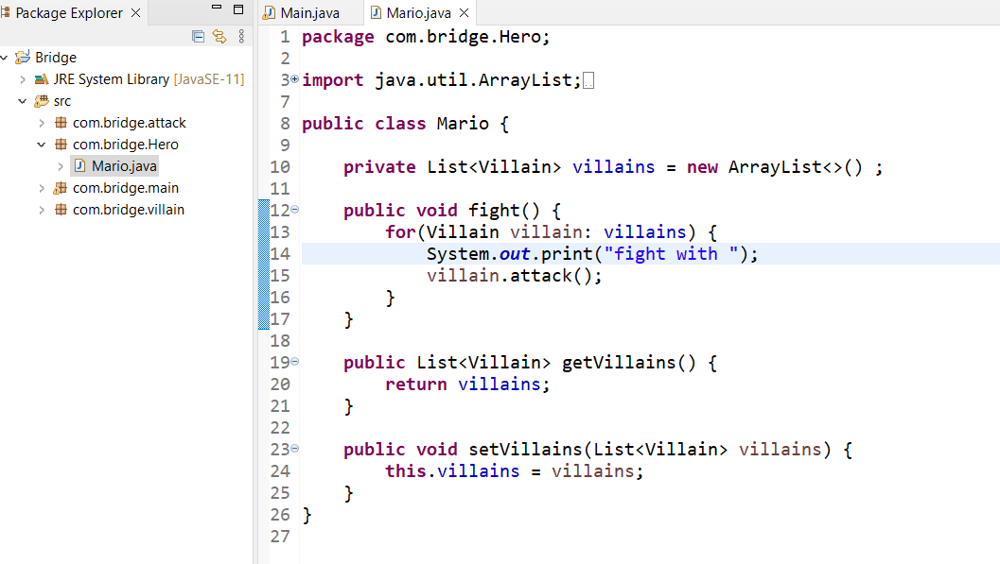 Package Explorer
Bridge
JRE System Library [JavaSE-11]
src
com.bridge.attack
com.bridge.Hero
Mario.java
com.bridge.main
com.bridge.villain
Main.java
Mario.java
1 package com.bridge.Hero;
2
3 import java.util.ArrayList;
7
8 public class Mario {
9
10     private List<Villain> villains = new ArrayList<>() ;
11
12     public void fight() {
13         for(Villain villain: villains) {
14             System.out.print("fight with ");
15             villain.attack();
16         }
17     }
18
19     public List<Villain> getVillains() {
20         return villains;
21     }
22
23     public void setVillains(List<Villain> villains) {
24         this.villains = villains;
25     }
26 }
27